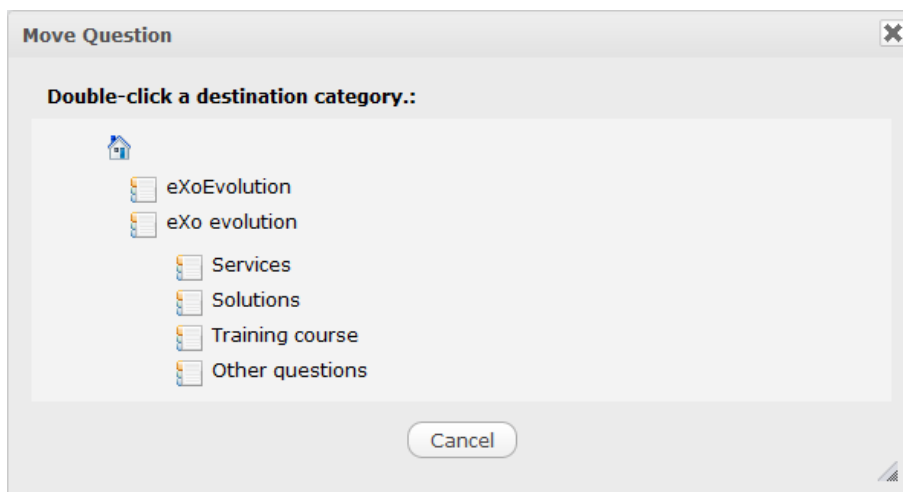 Move Question
Double-click a destination category.:
eXoEvolution
eXo evolution
Services
Solutions
Training course
Other questions
Cancel